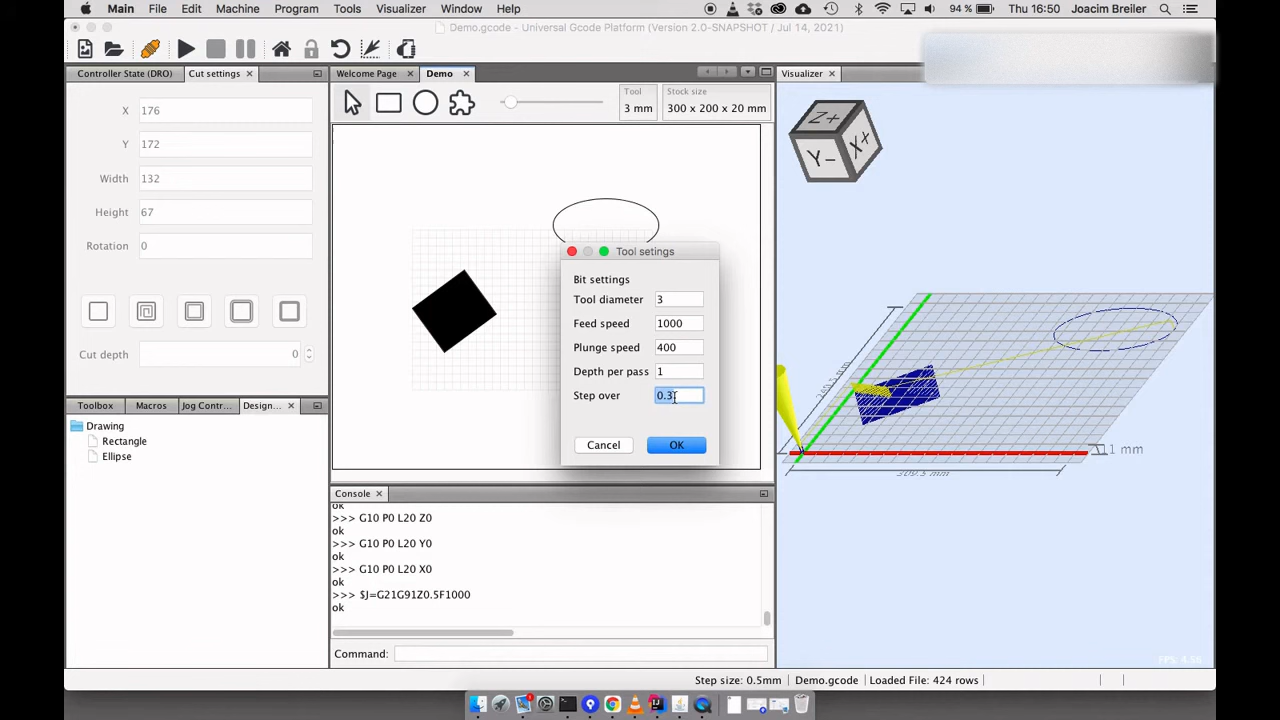 Main File Edit Machine Program Tools Visualizer Window Help 94 % Thu 16:50 Joacim Breiler
Demo.gcode - Universal Gcode Platform (Version 2.0-SNAPSHOT / Jul 14, 2021)
Controller State (DRO) Cut settings
X 176
Y 172
Width 132
Height 67
Rotation 0
Cut depth 0
Toolbox Macros Jog Contr... Design...
Drawing
Rectangle
Ellipse
Welcome Page Demo
Tool
3 mm
Stock size
300 x 200 x 20 mm
Tool setings
Bit settings
Tool diameter 3
Feed speed 1000
Plunge speed 400
Depth per pass 1
Step over 0.3
Cancel OK
Console
ok
>>> G10 P0 L20 Z0
ok
>>> G10 P0 L20 Y0
ok
>>> G10 P0 L20 X0
ok
>>> $J=G21G91Z0.5F1000
ok
Command:
Visualizer
Z+
Y-
X+
1 mm
FPS: 4.58
Step size: 0.5mm Demo.gcode Loaded File: 424 rows